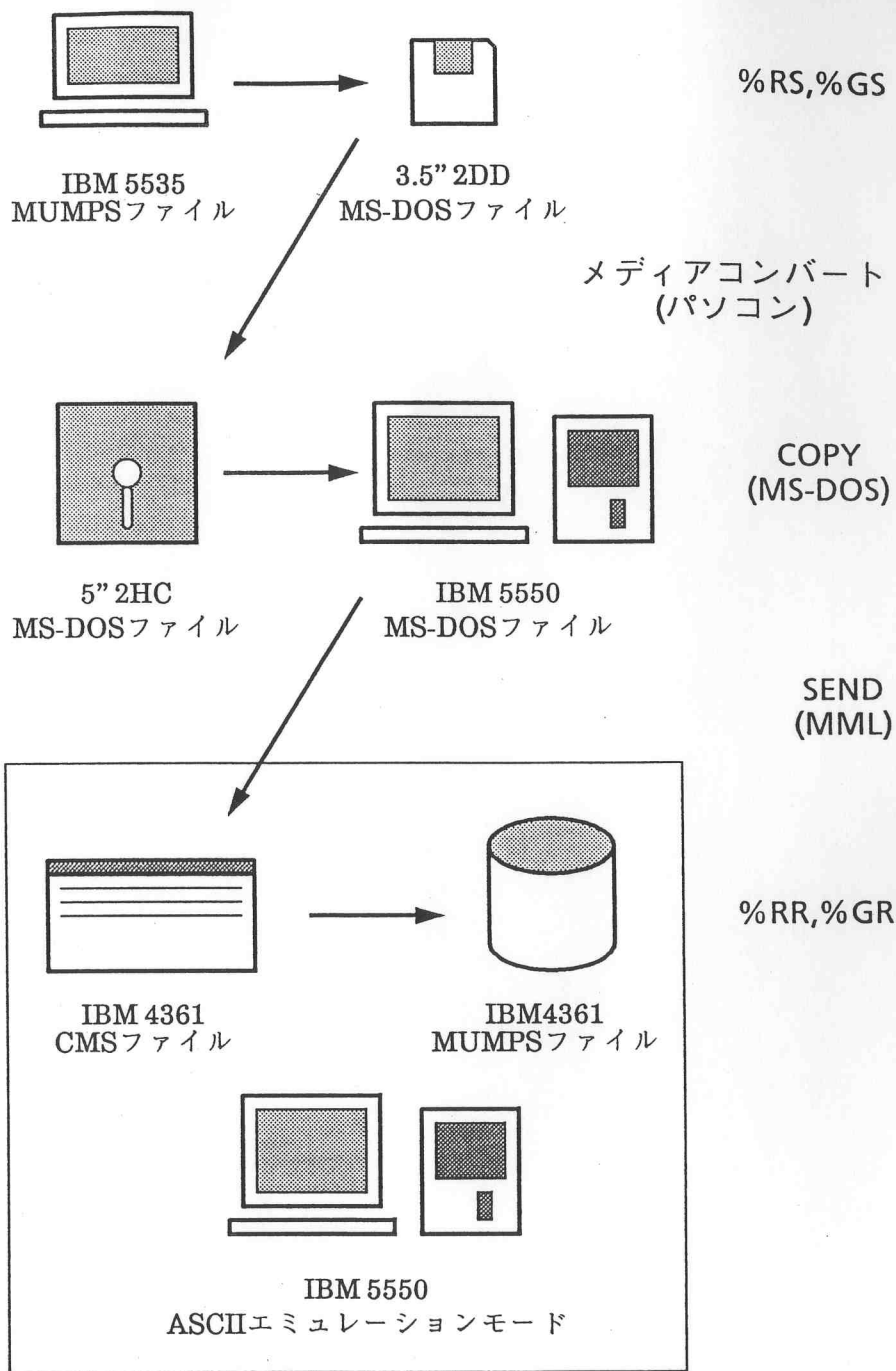 %RS,%GS
IBM 5535
MUMPSファイル
3.5” 2DD
MS-DOSファイル
メディアコンバート
(パソコン)
COPY
(MS-DOS)
5” 2HC
MS-DOSファイル
IBM 5550
MS-DOSファイル
SEND
(MML)
%RR,%GR
IBM 4361
CMSファイル
IBM4361
MUMPSファイル
IBM 5550
ASCIIエミュレーションモード